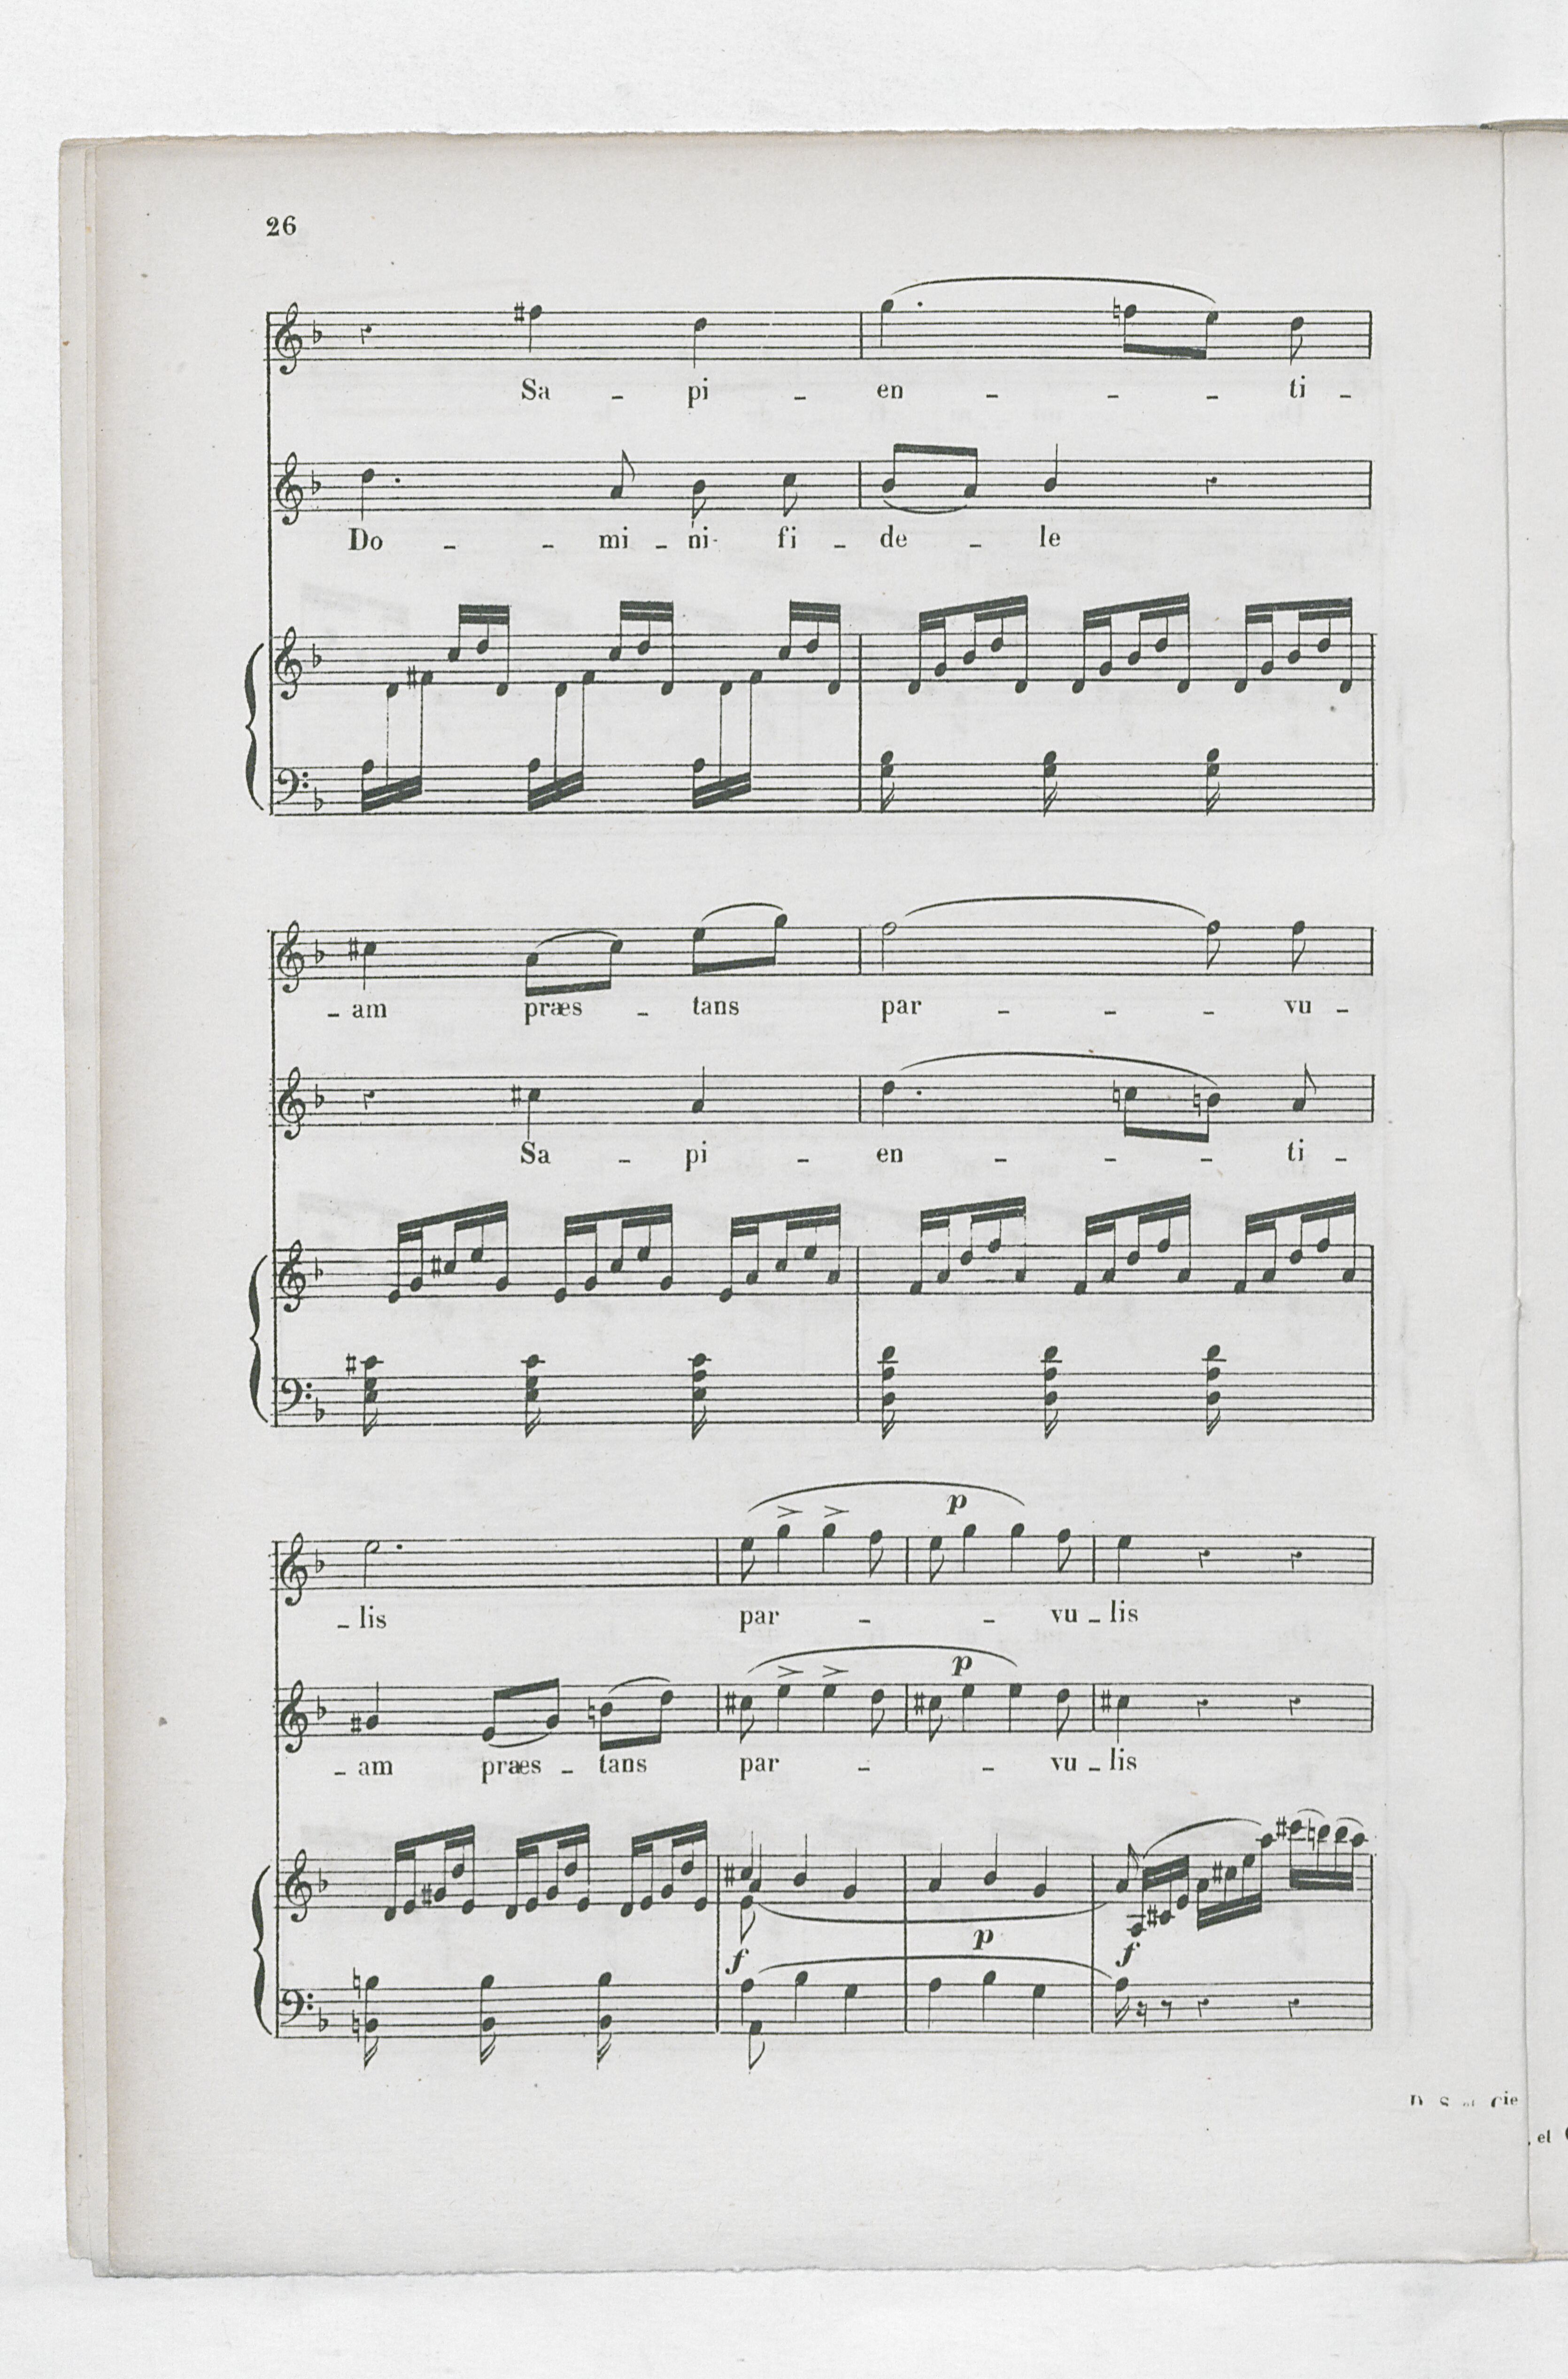 26
Sa - pi - en - - - ti -
Do - - mi - ni fi - de - le
- am præs - tans par - - - vu -
Sa - pi - en - - - ti -
p
- lis par - - vu - lis
p
- am præs - tans par - - vu - lis
f p f
Cie
, et